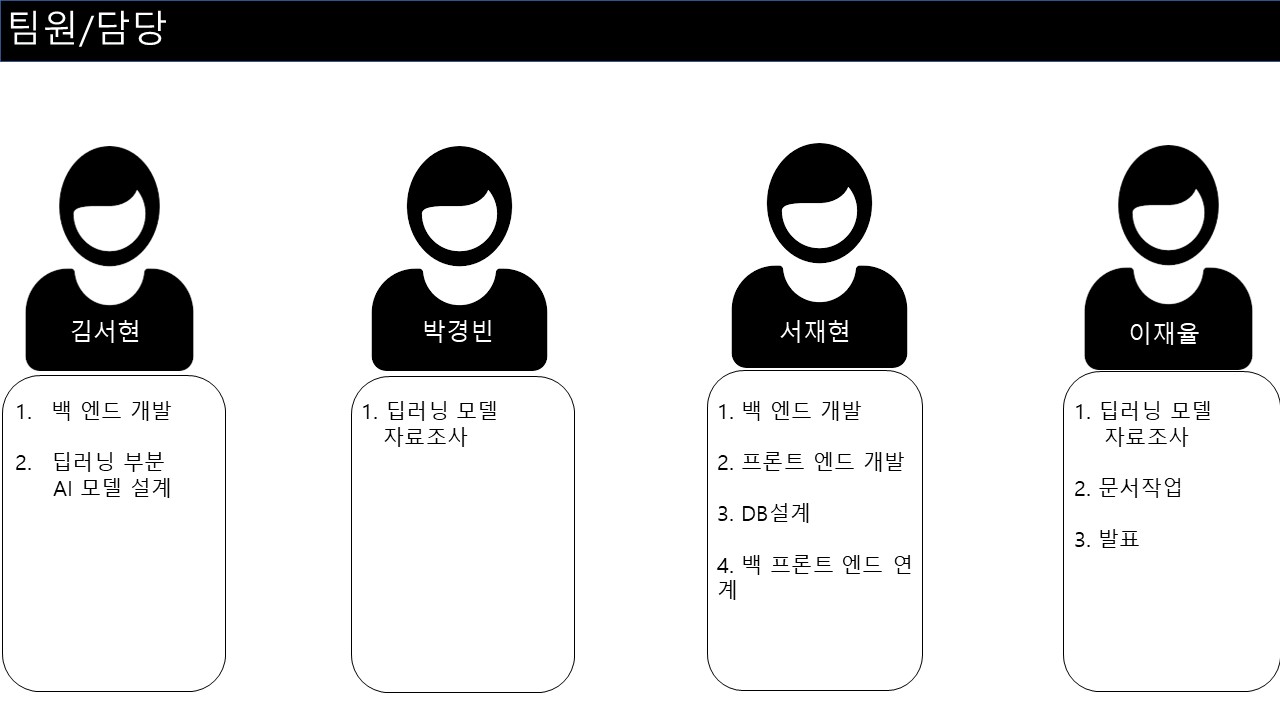 팀원/담당
김서현
박경빈
서재현
이재율
1. 백 엔드 개발
2. 딥러닝 부분
AI 모델 설계
1. 딥러닝 모델
자료조사
1. 백 엔드 개발
2. 프론트 엔드 개발
3. DB설계
4. 백 프론트 엔드 연
계
1. 딥러닝 모델
자료조사
2. 문서작업
3. 발표